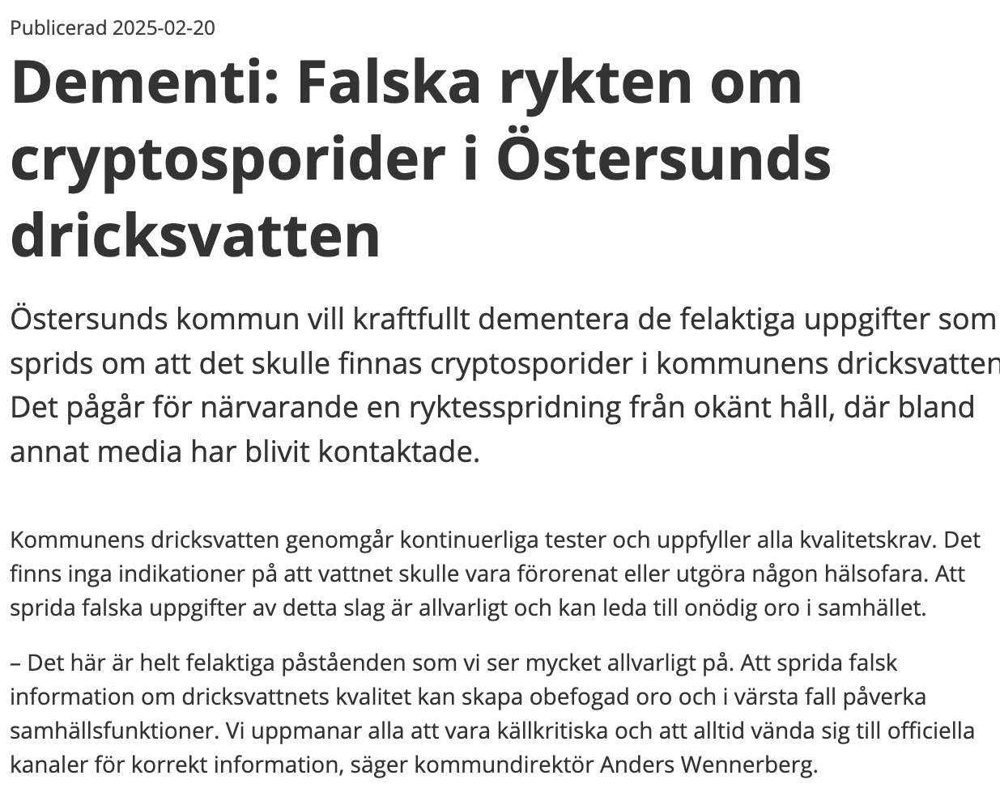 Publicerad 2025-02-20
Dementi: Falska rykten om
cryptosporider i Östersunds
dricksvatten
Östersunds kommun vill kraftfullt dementera de felaktiga uppgifter som
sprids om att det skulle finnas cryptosporider i kommunens dricksvatten
Det pågår för närvarande en ryktesspridning från okänt håll, där bland
annat media har blivit kontaktade.
Kommunens dricksvatten genomgår kontinuerliga tester och uppfyller alla kvalitetskrav. Det
finns inga indikationer på att vattnet skulle vara förorenat eller utgöra någon hälsofara. Att
sprida falska uppgifter av detta slag är allvarligt och kan leda till onödig oro i samhället.
– Det här är helt felaktiga påståenden som vi ser mycket allvarligt på. Att sprida falsk
information om dricksvattnets kvalitet kan skapa obefogad oro och i värsta fall påverka
samhällsfunktioner. Vi uppmanar alla att vara källkritiska och att alltid vända sig till officiella
kanaler för korrekt information, säger kommundirektör Anders Wennerberg.